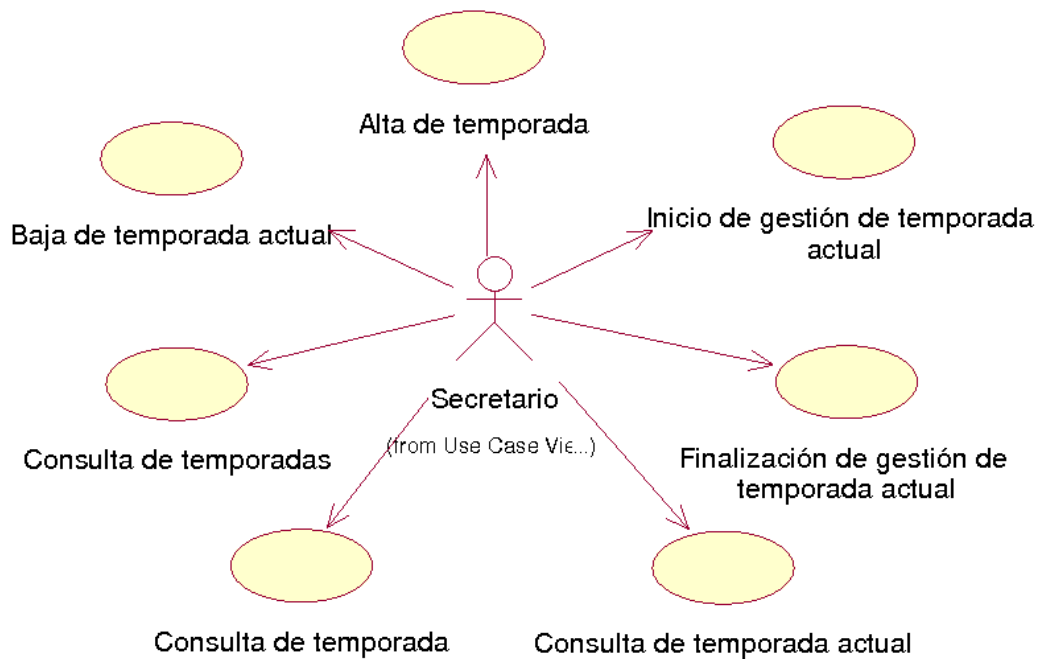 Alta de temporada
Baja de temporada actual
Inicio de gestión de temporada
actual
Secretario
(from Use Case Vie...)
Consulta de temporadas
Finalización de gestión de
temporada actual
Consulta de temporada
Consulta de temporada actual